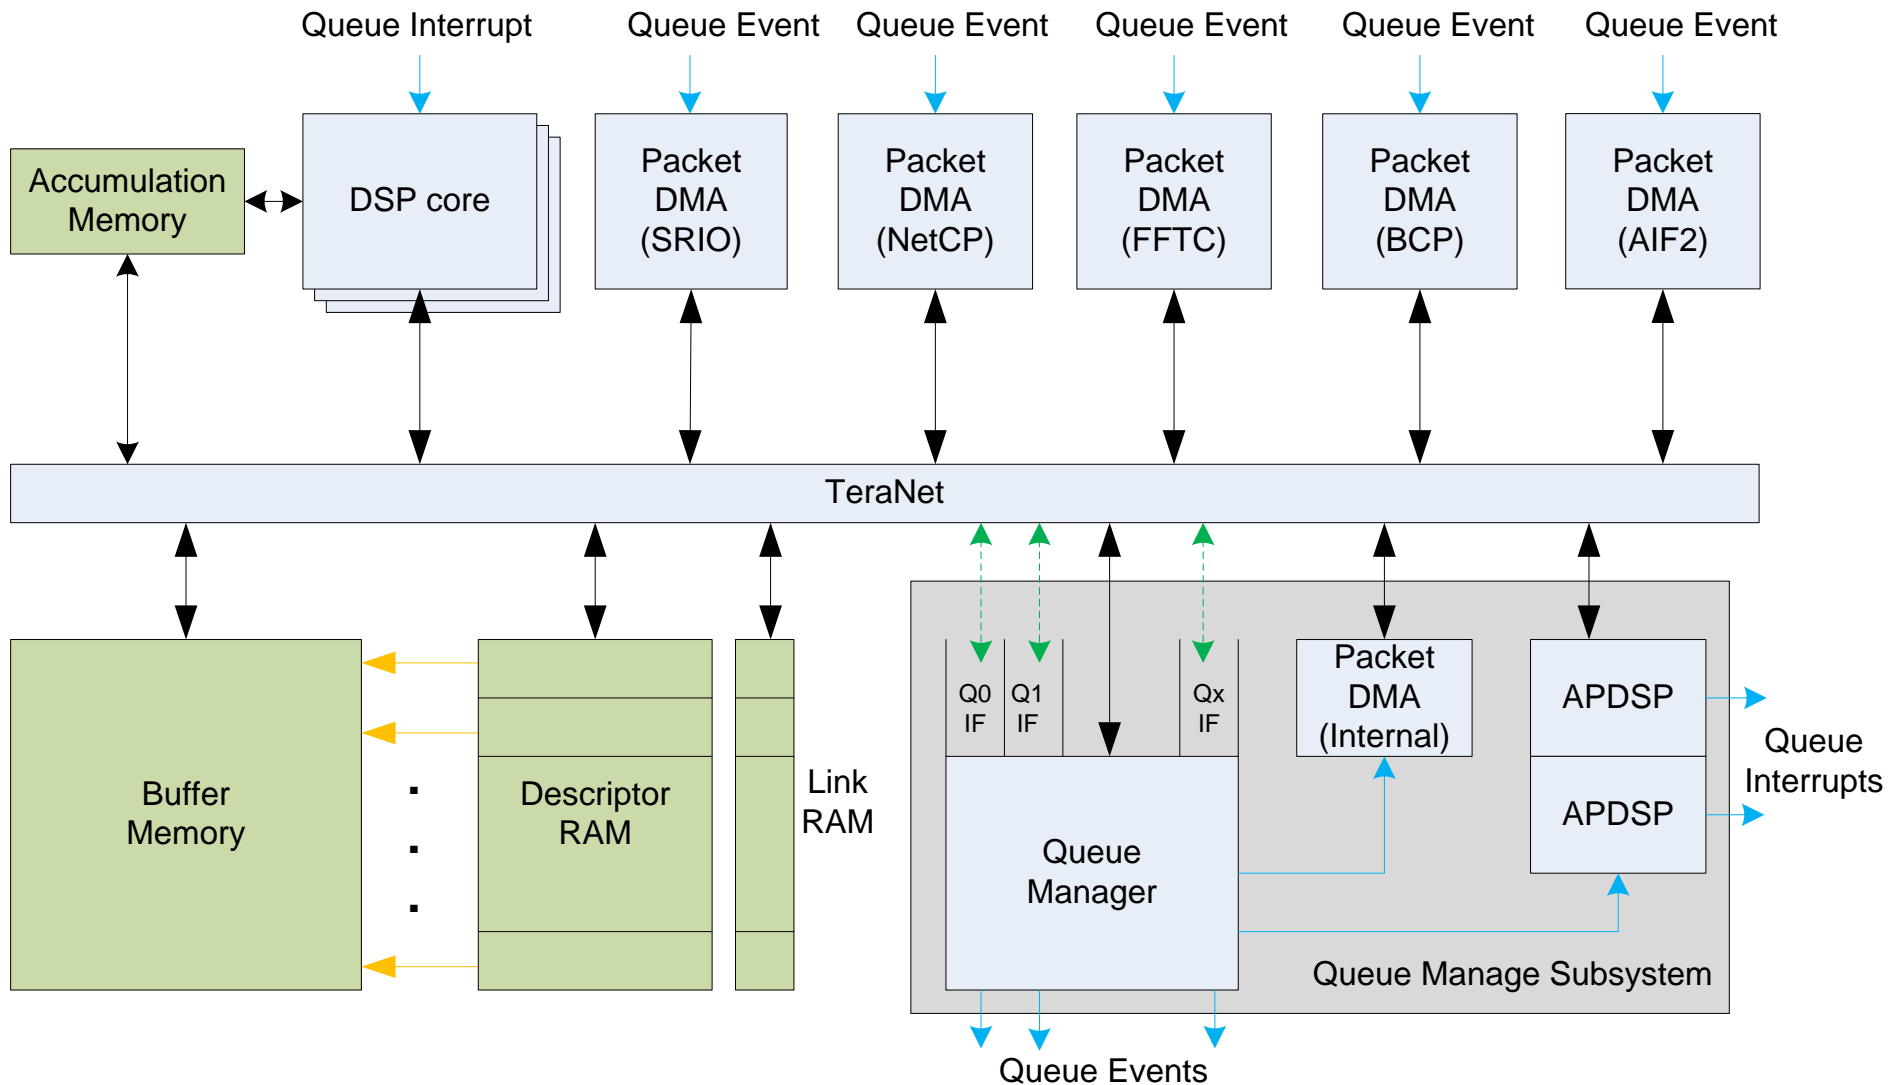 Queue Interrupt
Queue Event
Queue Event
Queue Event
Queue Event
Queue Event
Accumulation
Memory
DSP core
Packet
DMA
(SRIO)
Packet
DMA
(NetCP)
Packet
DMA
(FFTC)
Packet
DMA
(BCP)
Packet
DMA
(AIF2)
TeraNet
Buffer
Memory
Descriptor
RAM
Link
RAM
Q0
IF
Q1
IF
Qx
IF
Queue
Manager
Packet
DMA
(Internal)
APDSP
APDSP
Queue
Interrupts
Queue Manage Subsystem
Queue Events